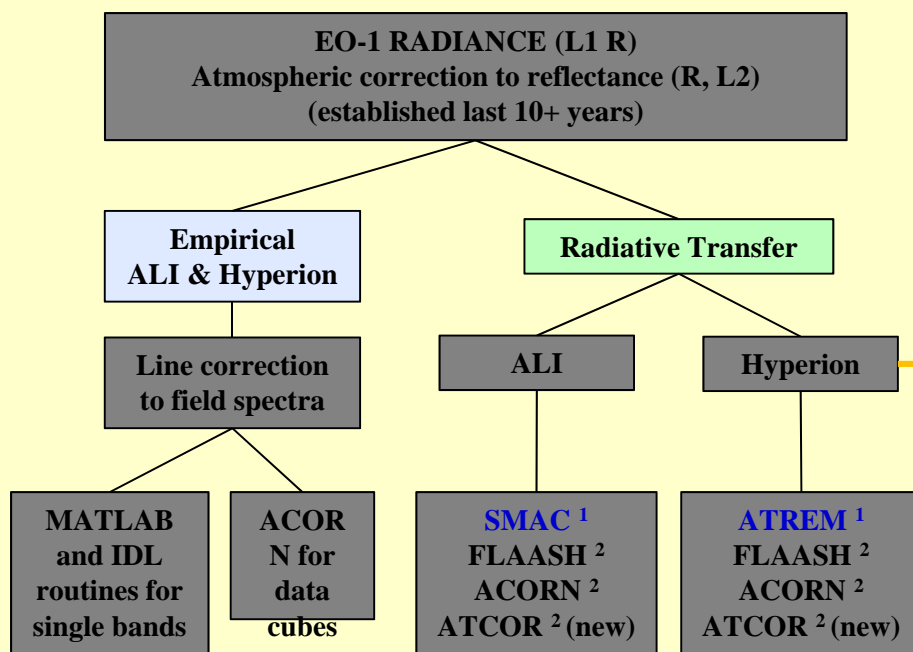 EO-1 RADIANCE (L1 R)
Atmospheric correction to reflectance (R, L2)
(established last 10+ years)
Empirical
ALI & Hyperion
Radiative Transfer
Line correction
to field spectra
ALI
Hyperion
MATLAB
and IDL
routines for
single bands
ACOR
N for
data
cubes
SMAC ¹
FLAASH ²
ACORN ²
ATCOR ² (new)
ATREM ¹
FLAASH ²
ACORN ²
ATCOR ² (new)